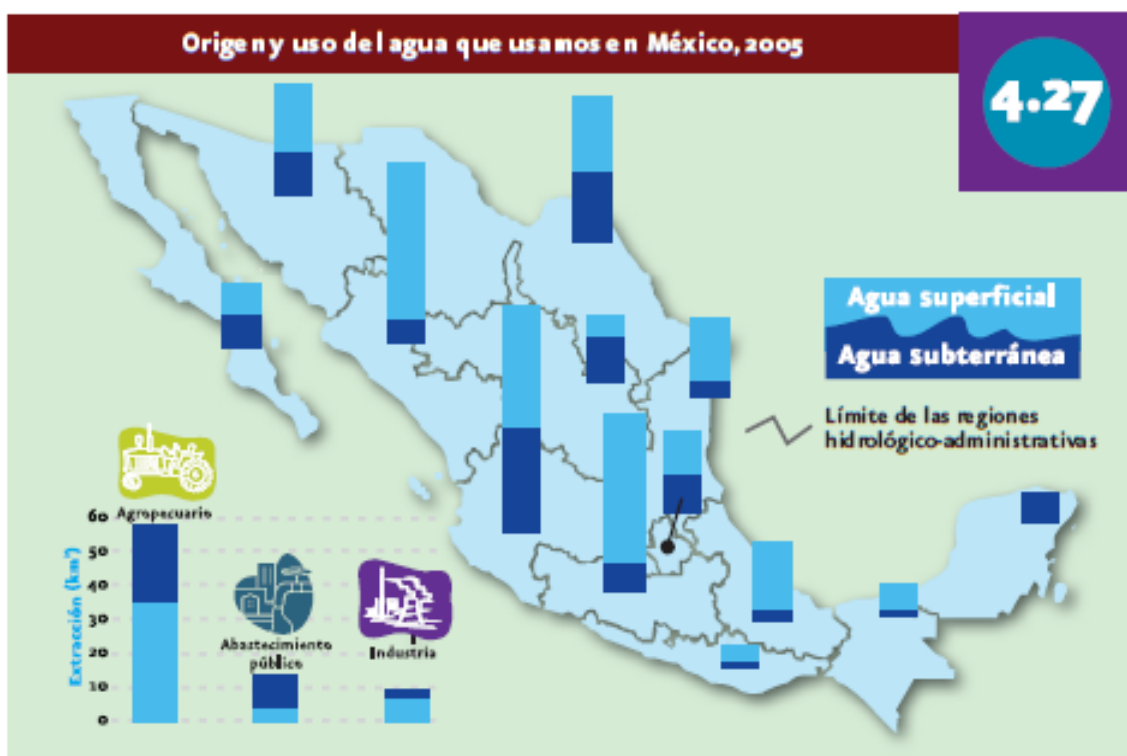 Origen y uso del agua que usamos en México, 2005
4.27
Agua superficial
Agua subterránea
Límite de las regiones
hidrológico-administrativas
Agropecuario
Abastecimiento
público
Industria
Extracción (km³)
60
50
40
30
20
10
0